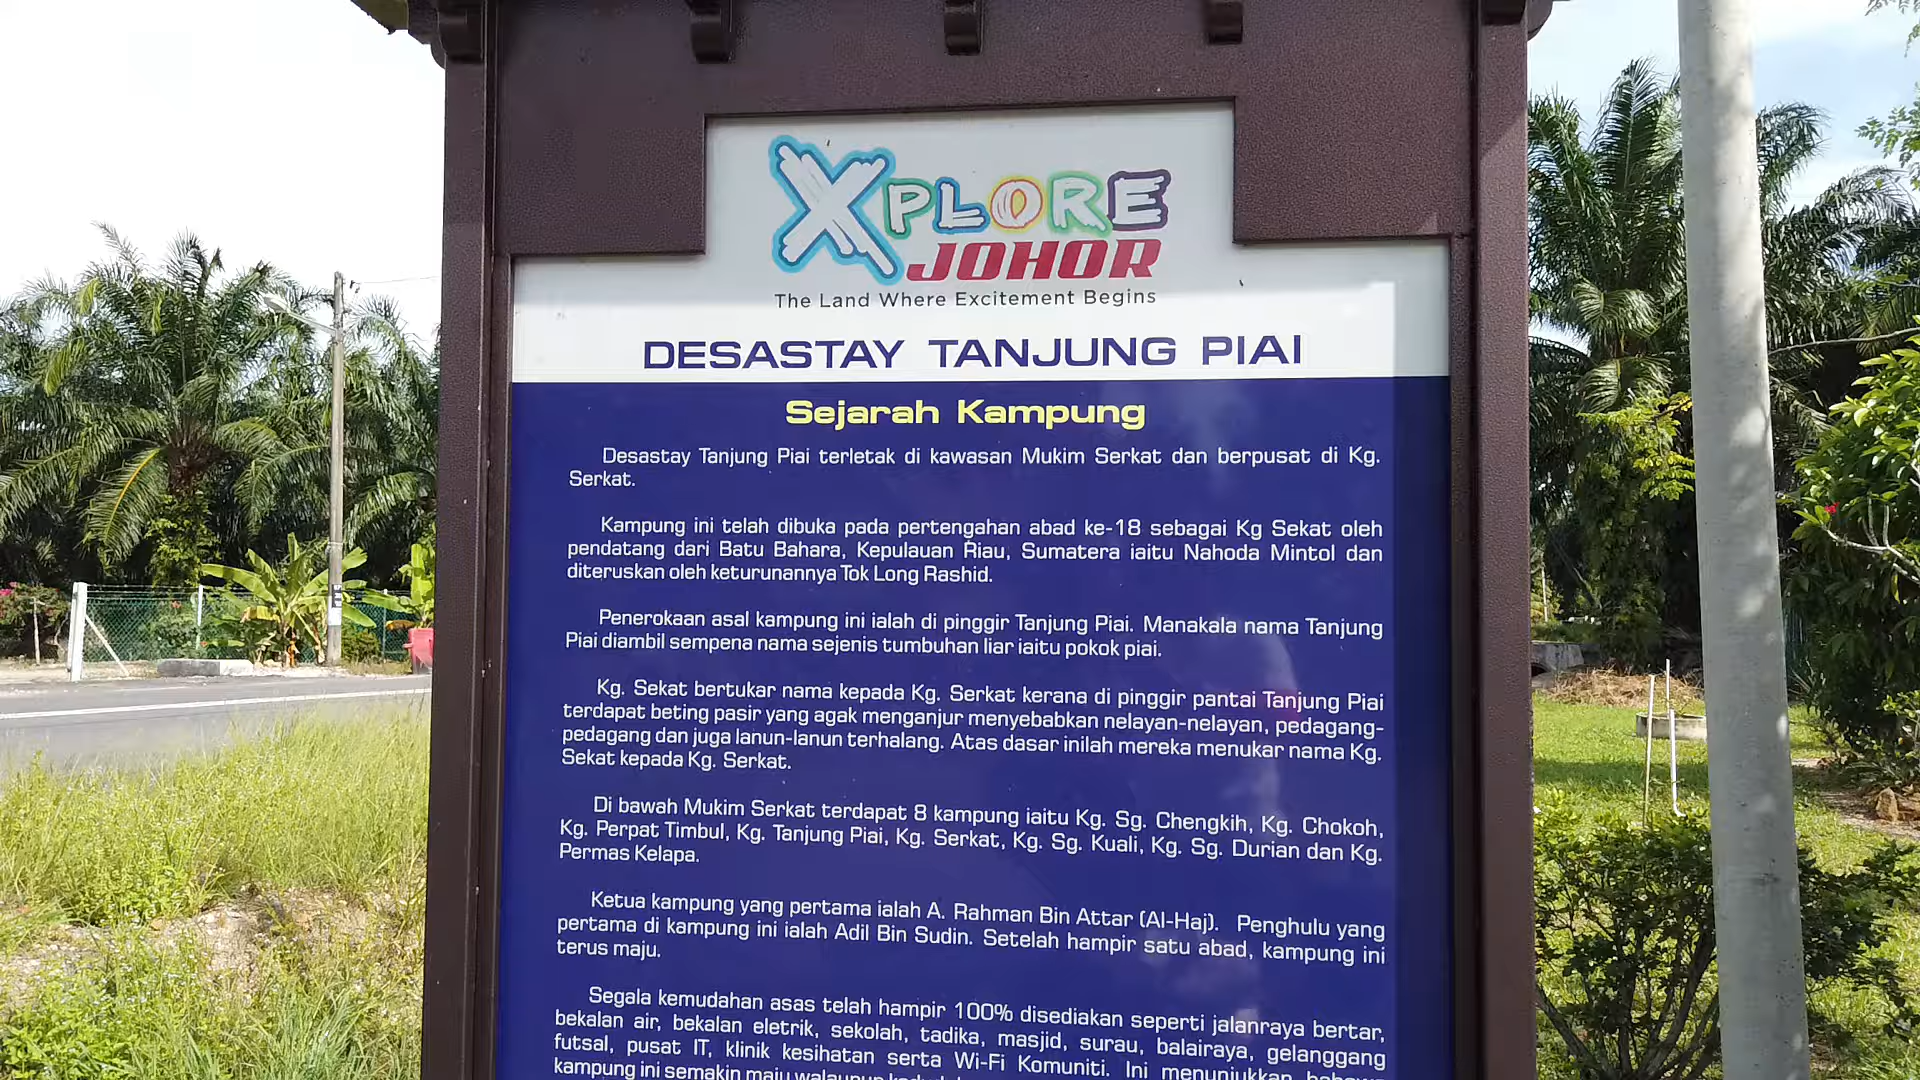 XPLORE
JOHOR
The Land Where Excitement Begins
DESASTAY TANJUNG PIAI
Sejarah Kampung
Desastay Tanjung Piai terletak di kawasan Mukim Serkat dan berpusat di Kg.
Serkat.
Kampung ini telah dibuka pada pertengahan abad ke-18 sebagai Kg Sekat oleh
pendatang dari Batu Bahara, Kepulauan Riau, Sumatera iaitu Nahoda Mintol dan
diteruskan oleh keturunannya Tok Long Rashid.
Penerokaan asal kampung ini ialah di pinggir Tanjung Piai. Manakala nama Tanjung
Piai diambil sempena nama sejenis tumbuhan liar iaitu pokok piai.
Kg. Sekat bertukar nama kepada Kg. Serkat kerana di pinggir pantai Tanjung Piai
terdapat beting pasir yang agak menganjur menyebabkan nelayan-nelayan, pedagang-
pedagang dan juga lanun-lanun terhalang. Atas dasar inilah mereka menukar nama Kg.
Sekat kepada Kg. Serkat.
Di bawah Mukim Serkat terdapat 8 kampung iaitu Kg. Sg. Chengkih, Kg. Chokoh,
Kg. Perpat Timbul, Kg. Tanjung Piai, Kg. Serkat, Kg. Sg. Kuali, Kg. Sg. Durian dan Kg.
Permas Kelapa.
Ketua kampung yang pertama ialah A. Rahman Bin Attar (Al-Haj). Penghulu yang
pertama di kampung ini ialah Adil Bin Sudin. Setelah hampir satu abad, kampung ini
terus maju.
Segala kemudahan asas telah hampir 100% disediakan seperti jalanraya bertar,
bekalan air, bekalan eletrik, sekolah, tadika, masjid, surau, balairaya, gelanggang
futsal, pusat IT, klinik kesihatan serta Wi-Fi Komuniti. Ini menunjukkan bahawa
kampung ini semakin maju walaupun